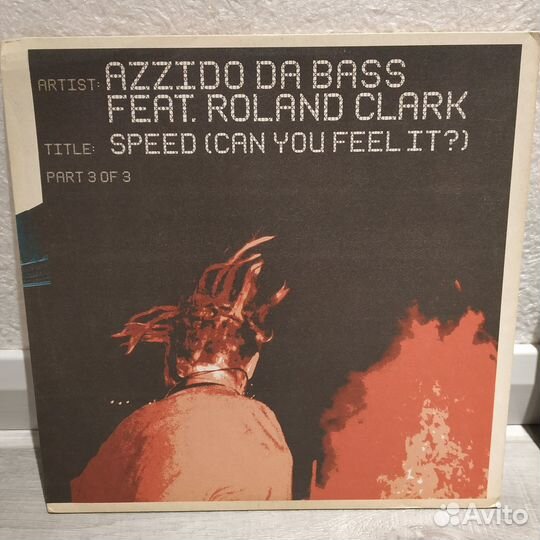 ARTIST: AZZIDO DA BASS
FEAT. ROLAND CLARK
TITLE: SPEED (CAN YOU FEEL IT?)
PART 3 OF 3
Avito